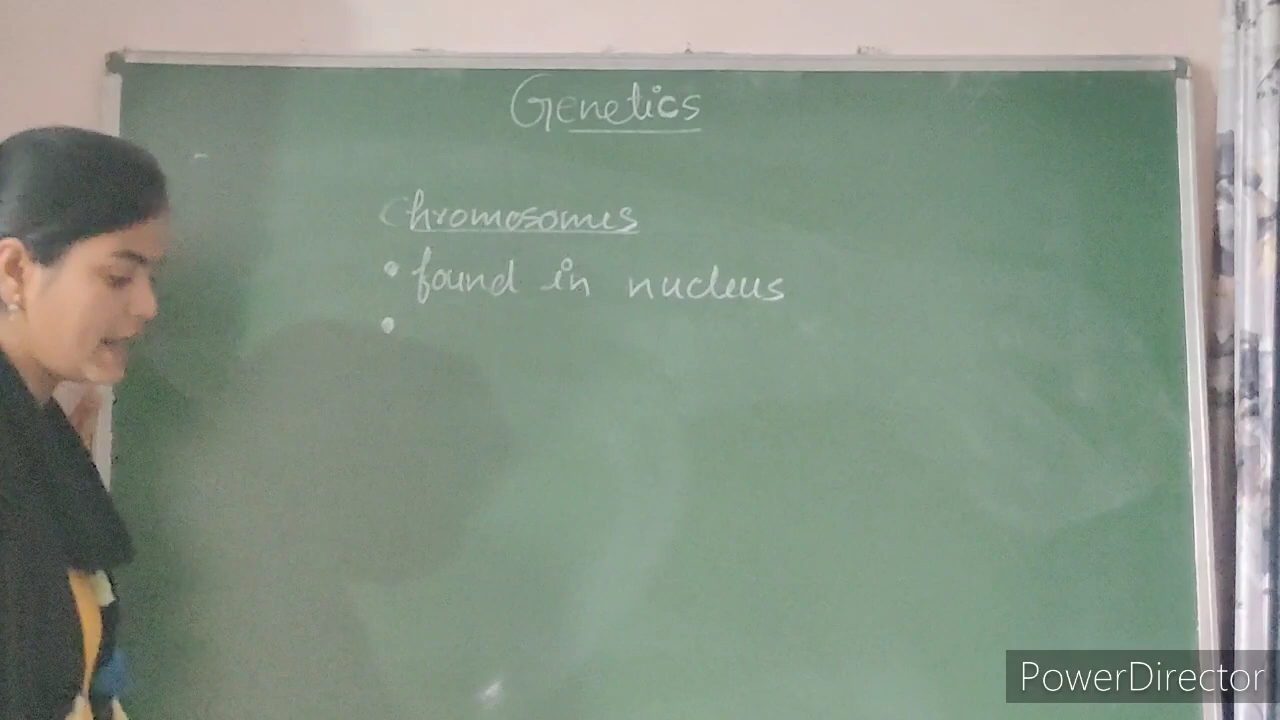 Genetics
Chromosomes
• found in nucleus
•
PowerDirector